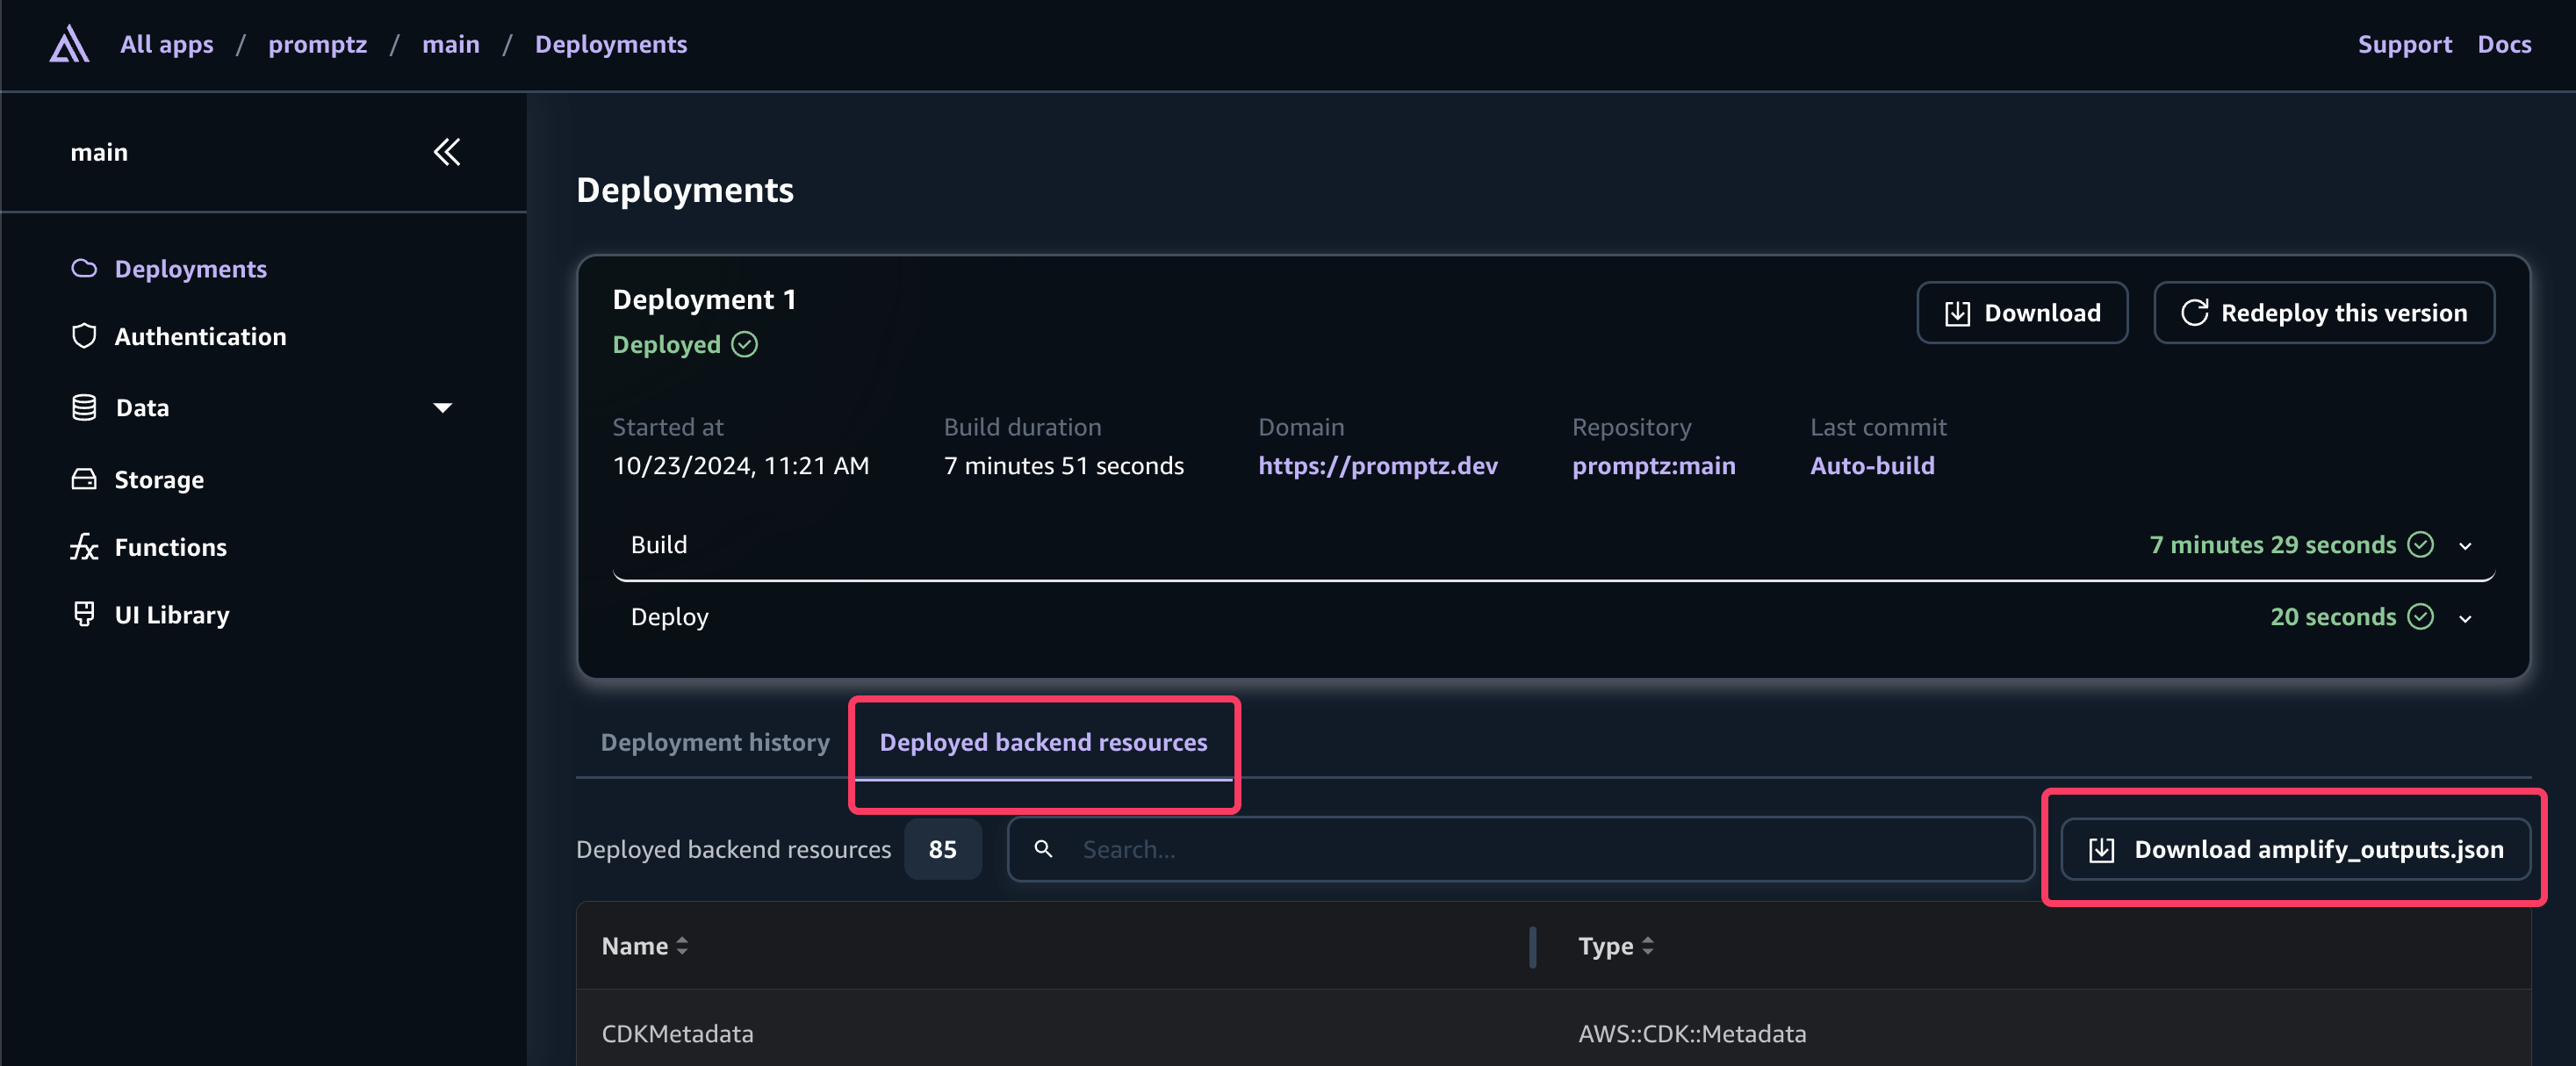 All apps / promptz / main / Deployments
Support Docs
main
Deployments
Authentication
Data
Storage
Functions
UI Library
Deployments
Deployment 1
Deployed
Download
Redeploy this version
Started at Build duration Domain Repository Last commit
10/23/2024, 11:21 AM 7 minutes 51 seconds https://promptz.dev promptz:main Auto-build
Build 7 minutes 29 seconds
Deploy 20 seconds
Deployment history Deployed backend resources
Deployed backend resources 85 Search... Download amplify_outputs.json
Name Type
CDKMetadata AWS::CDK::Metadata